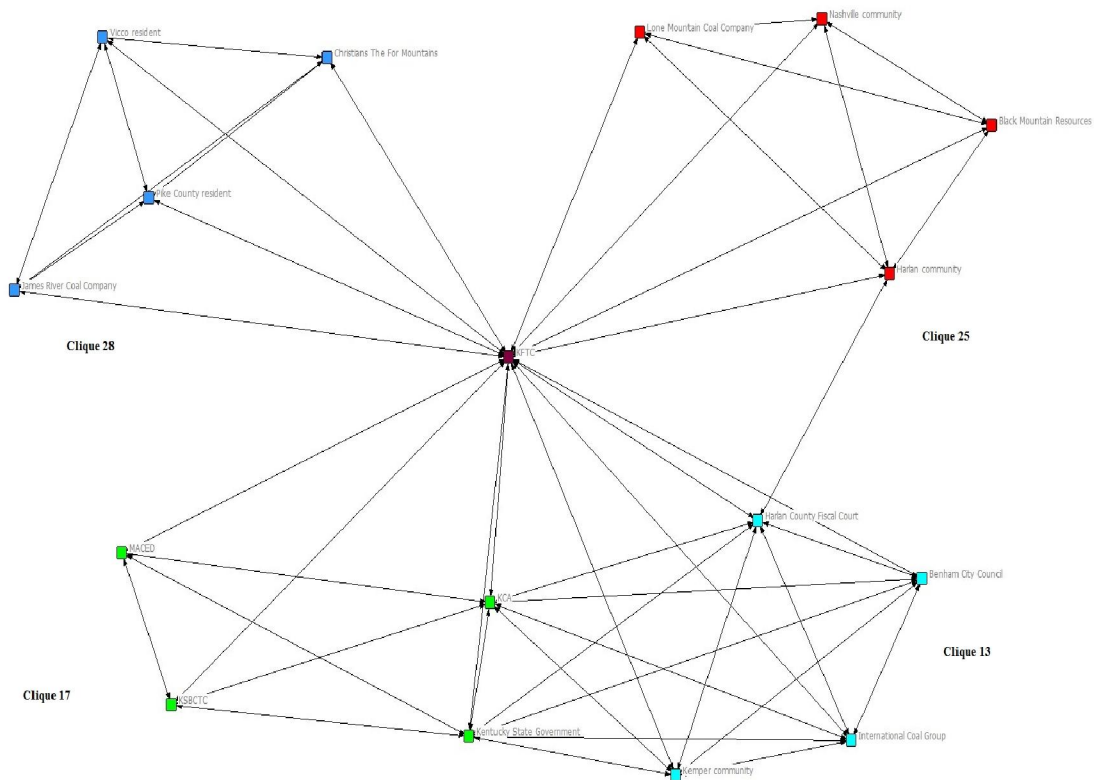 Nashville community
Lone Mountain Coal Company
Vicco resident
Christians The For Mountains
Black Mountain Resources
Pike County resident
Harlan community
James River Coal Company
Clique 28
Clique 25
KFTC
Harlan County Fiscal Court
MACED
Benham City Council
KCA
Clique 13
Clique 17
KSBCTC
Kentucky State Government
International Coal Group
Kemper community